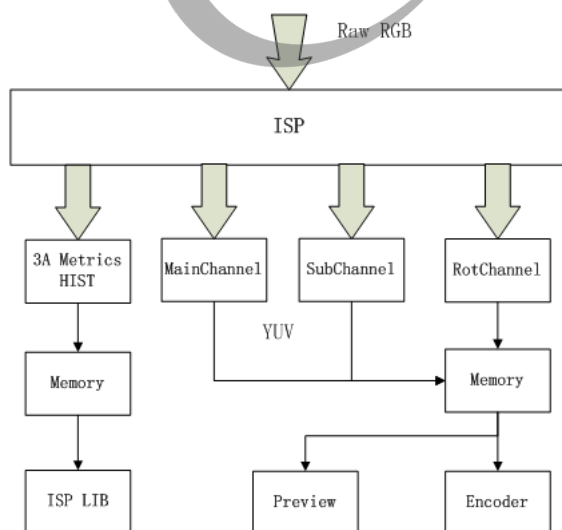 Raw RGB
ISP
3A Metrics
HIST
MainChannel
SubChannel
RotChannel
YUV
Memory
Memory
ISP LIB
Preview
Encoder